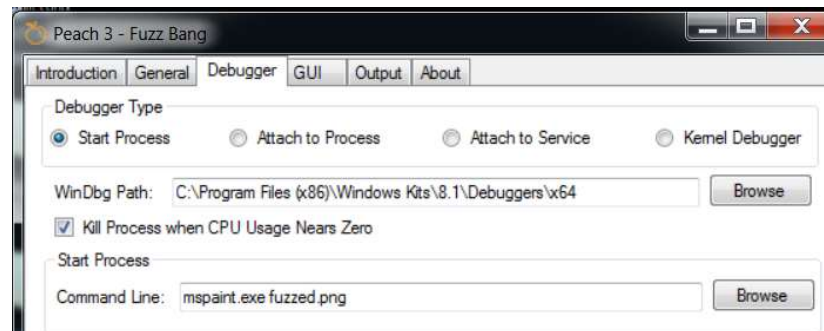 Peach 3 - Fuzz Bang
Introduction General Debugger GUI Output About
Debugger Type
Start Process Attach to Process Attach to Service Kernel Debugger
WinDbg Path: C:\Program Files (x86)\Windows Kits\8.1\Debuggers\x64 Browse
Kill Process when CPU Usage Nears Zero
Start Process
Command Line: mspaint.exe fuzzed.png Browse